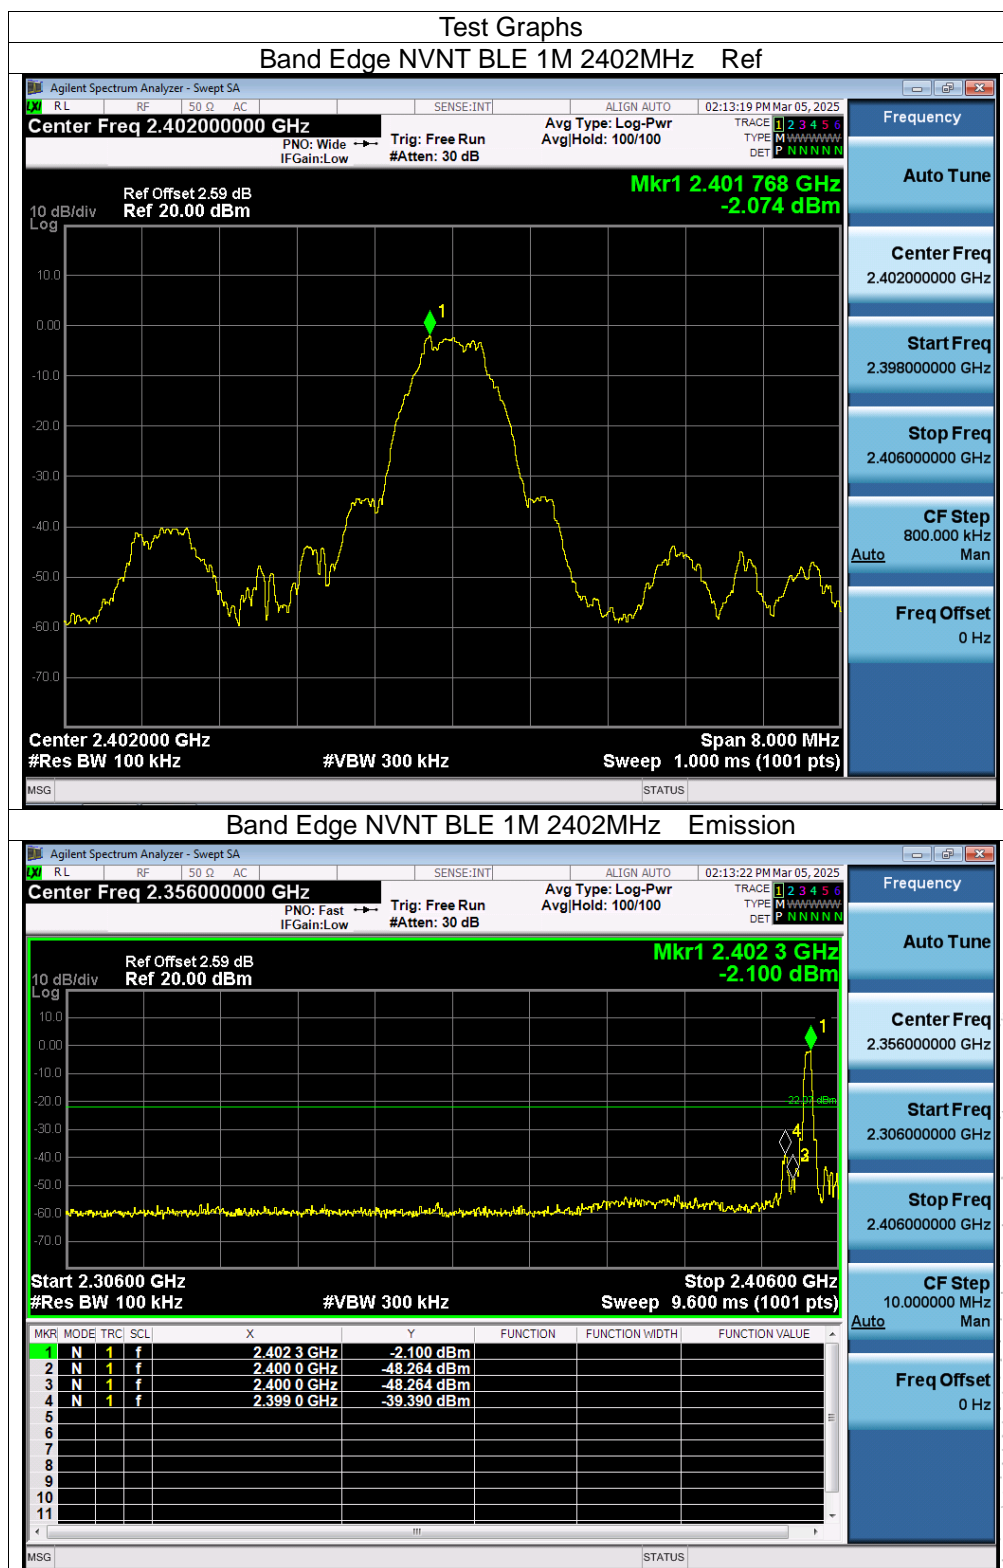 Test Graphs
Band Edge NVNT BLE 1M 2402MHz Ref
Agilent Spectrum Analyzer - Swept SA
LXI RL RF 50 Ω AC SENSE:INT ALIGN AUTO 02:13:19 PM Mar 05, 2025
Center Freq 2.402000000 GHz
PNO: Wide
IFGain:Low
Trig: Free Run
#Atten: 30 dB
Avg Type: Log-Pwr
Avg|Hold: 100/100
TRACE 1 2 3 4 5 6
TYPE M WWWWW
DET P N N N N N
Frequency
Auto Tune
Center Freq
2.402000000 GHz
Start Freq
2.398000000 GHz
Stop Freq
2.406000000 GHz
CF Step
800.000 kHz
Auto Man
Freq Offset
0 Hz
Mkr1 2.401 768 GHz
-2.074 dBm
Ref Offset 2.59 dB
10 dB/div Ref 20.00 dBm
Log
10.0
0.00
-10.0
-20.0
-30.0
-40.0
-50.0
-60.0
-70.0
1
Center 2.402000 GHz Span 8.000 MHz
#Res BW 100 kHz #VBW 300 kHz Sweep 1.000 ms (1001 pts)
MSG STATUS
Band Edge NVNT BLE 1M 2402MHz Emission
Agilent Spectrum Analyzer - Swept SA
LXI RL RF 50 Ω AC SENSE:INT ALIGN AUTO 02:13:22 PM Mar 05, 2025
Center Freq 2.356000000 GHz
PNO: Fast
IFGain:Low
Trig: Free Run
#Atten: 30 dB
Avg Type: Log-Pwr
Avg|Hold: 100/100
TRACE 1 2 3 4 5 6
TYPE M WWWWW
DET P N N N N N
Frequency
Auto Tune
Center Freq
2.356000000 GHz
Start Freq
2.306000000 GHz
Stop Freq
2.406000000 GHz
CF Step
10.000000 MHz
Auto Man
Freq Offset
0 Hz
Mkr1 2.402 3 GHz
-2.100 dBm
Ref Offset 2.59 dB
10 dB/div Ref 20.00 dBm
Log
10.0
0.00
-10.0
-20.0
-30.0
-40.0
-50.0
-60.0
-70.0
1
-22.07 dBm
4
3
Start 2.30600 GHz Stop 2.40600 GHz
#Res BW 100 kHz #VBW 300 kHz Sweep 9.600 ms (1001 pts)
MKR MODE TRC SCL X Y FUNCTION FUNCTION WIDTH FUNCTION VALUE
1 N 1 f 2.402 3 GHz -2.100 dBm
2 N 1 f 2.400 0 GHz -48.264 dBm
3 N 1 f 2.400 0 GHz -48.264 dBm
4 N 1 f 2.399 0 GHz -39.390 dBm
5
6
7
8
9
10
11
MSG STATUS